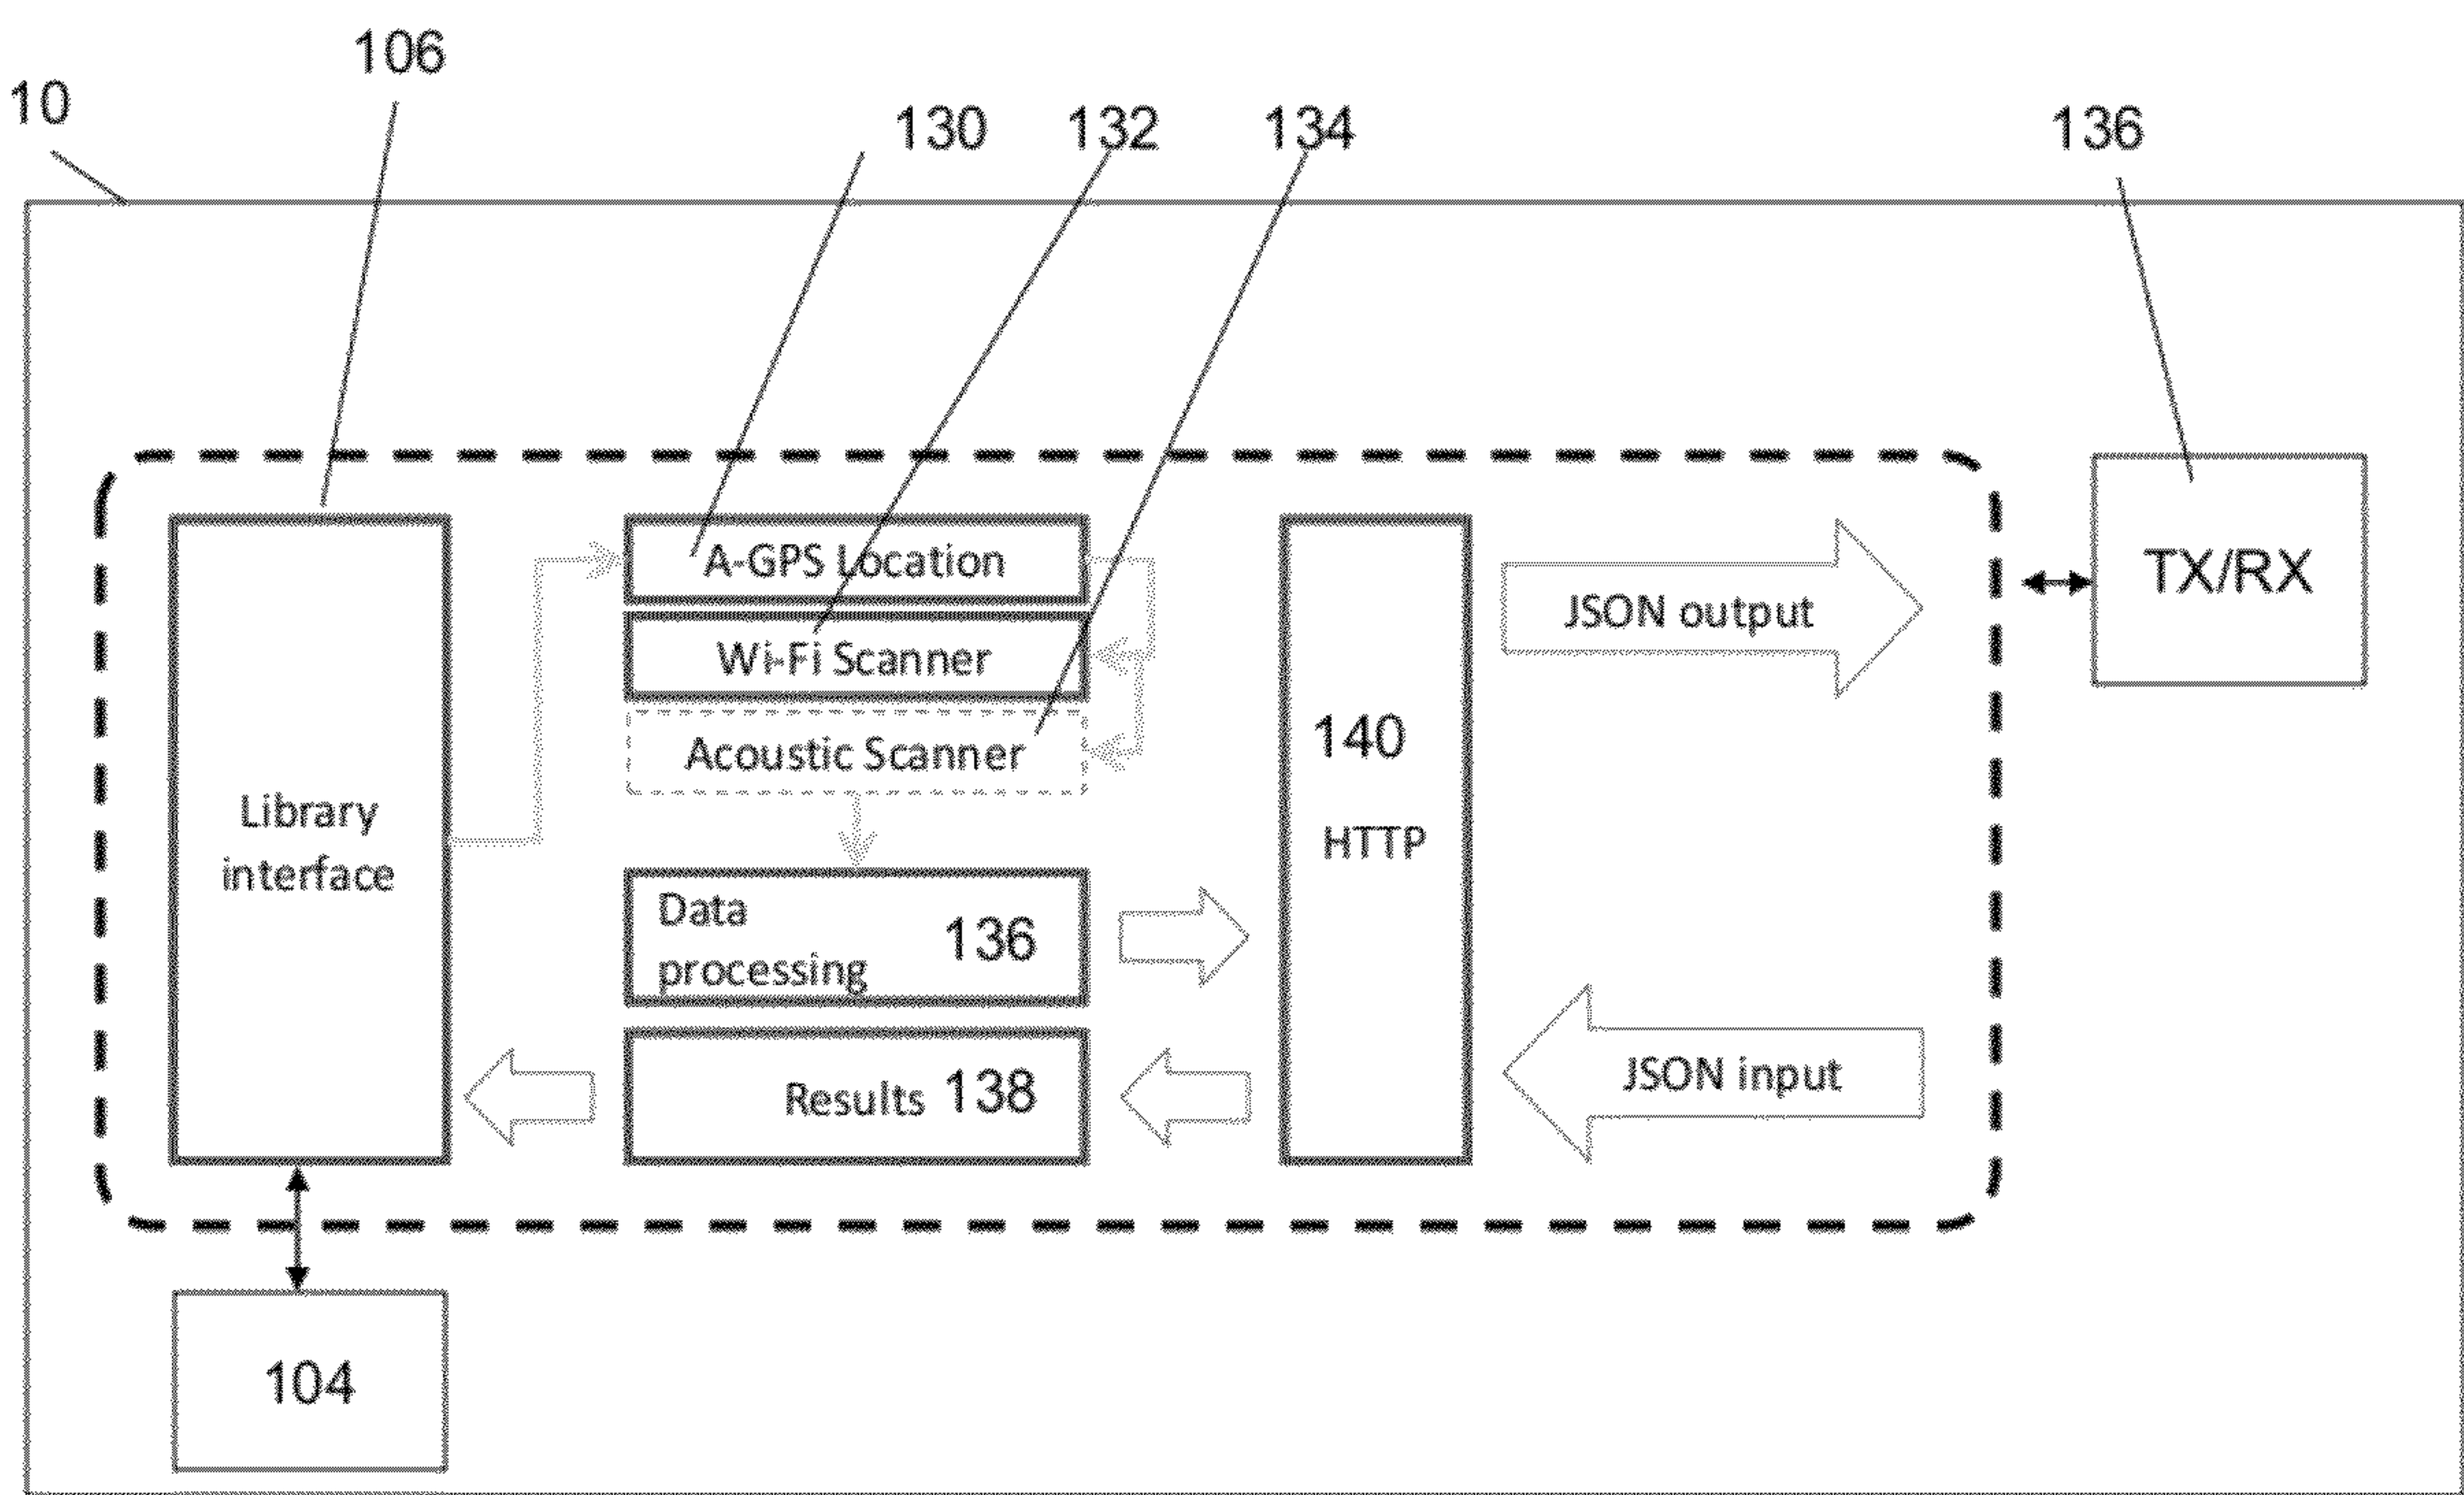 106
10
130
132
134
136
A-GPS Location
TX/RX
JSON output
Wi-Fi Scanner
140
Acoustic Scanner
Library
interface
HTTP
Data
processing
136
JSON input
Results 138
104